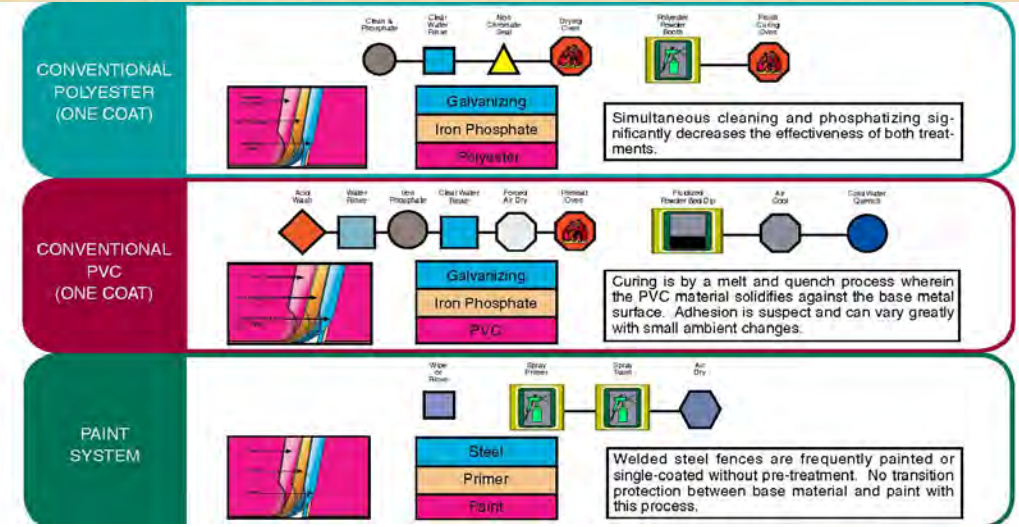 CONVENTIONAL
POLYESTER
(ONE COAT)
Clean &
Phosphate
Clear
Water
Rinse
Non
Chromate
Seal
Drying
Oven
Polyester
Powder
Booth
Finish
Curing
Oven
Galvanizing
Iron Phosphate
Polyester
Simultaneous cleaning and phosphatizing sig-
nificantly decreases the effectiveness of both treat-
ments.
CONVENTIONAL
PVC
(ONE COAT)
Acid
Wash
Water
Rinse
Iron
Phosphate
Clear Water
Rinse
Forced
Air Dry
Preheat
Oven
Fluidized
Powder Bed Dip
Air
Cool
Cold Water
Quench
Galvanizing
Iron Phosphate
PVC
Curing is by a melt and quench process wherein
the PVC material solidifies against the base metal
surface. Adhesion is suspect and can vary greatly
with small ambient changes.
PAINT
SYSTEM
Wipe
or
Rinse
Spray
Primer
Spray
Paint
Air
Dry
Steel
Primer
Paint
Welded steel fences are frequently painted or
single-coated without pre-treatment. No transition
protection between base material and paint with
this process.